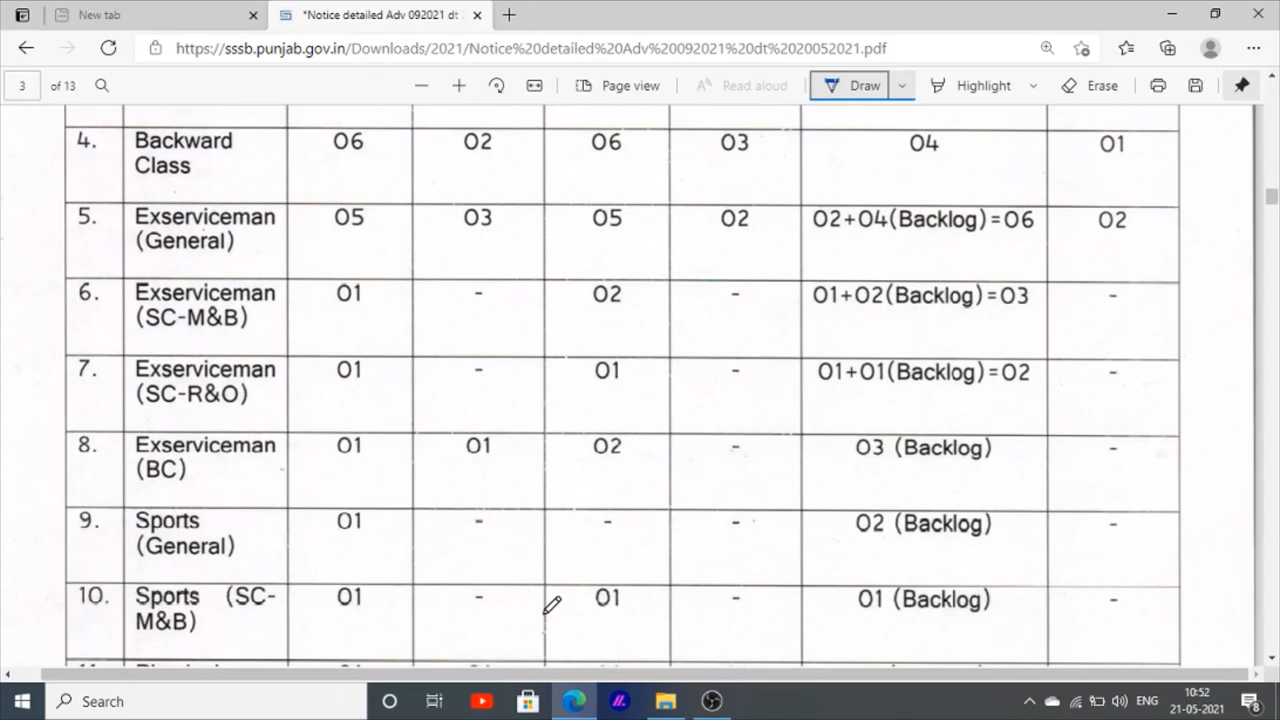 New tab
*Notice detailed Adv 092021 dt
https://sssb.punjab.gov.in/Downloads/2021/Notice%20detailed%20Adv%20092021%20dt%2020052021.pdf
3 of 13 Page view Read aloud Draw Highlight Erase
4. Backward Class 06 02 06 03 04 01
5. Exserviceman (General) 05 03 05 02 02+04(Backlog)=06 02
6. Exserviceman (SC-M&B) 01 - 02 - 01+02(Backlog)=03 -
7. Exserviceman (SC-R&O) 01 - 01 - 01+01(Backlog)=02 -
8. Exserviceman (BC) 01 01 02 - 03 (Backlog) -
9. Sports (General) 01 - - - 02 (Backlog) -
10. Sports (SC-M&B) 01 - 01 - 01 (Backlog) -
Search
ENG
10:52
21-05-2021
8